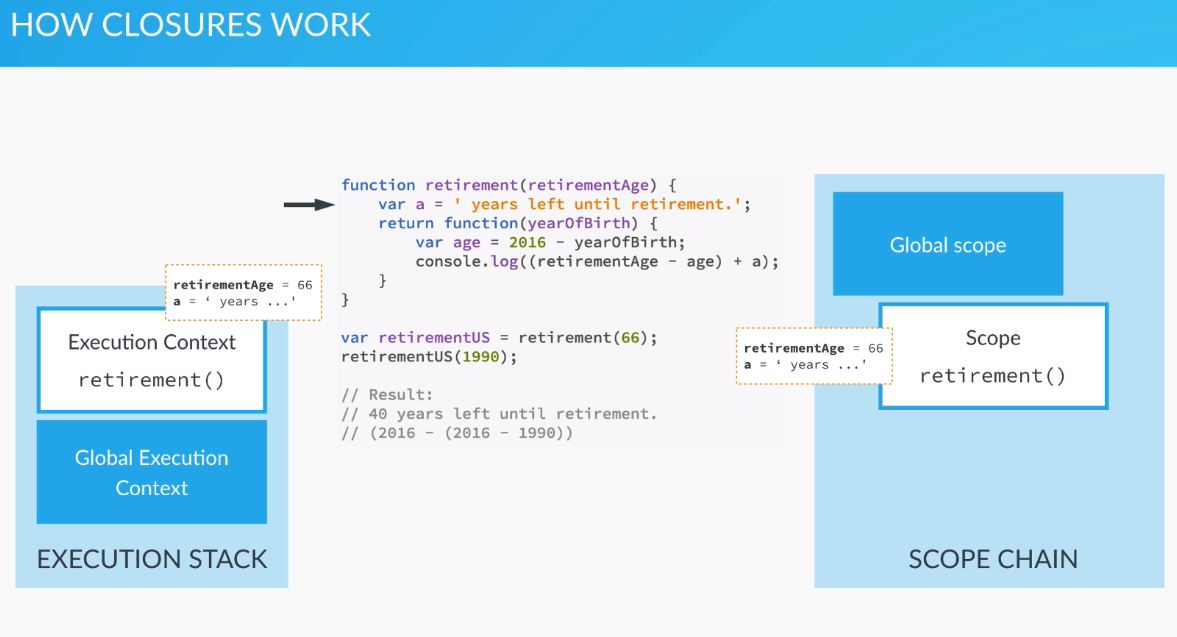 HOW CLOSURES WORK
function retirement(retirementAge) {
var a = ' years left until retirement.';
return function(yearOfBirth) {
var age = 2016 - yearOfBirth;
console.log((retirementAge - age) + a);
}
}
var retirementUS = retirement(66);
retirementUS(1990);
// Result:
// 40 years left until retirement.
// (2016 - (2016 - 1990))
retirementAge = 66
a = ‘ years ...'
Execution Context
retirement()
Global Execution
Context
EXECUTION STACK
Global scope
retirementAge = 66
a = ‘ years ...'
Scope
retirement()
SCOPE CHAIN